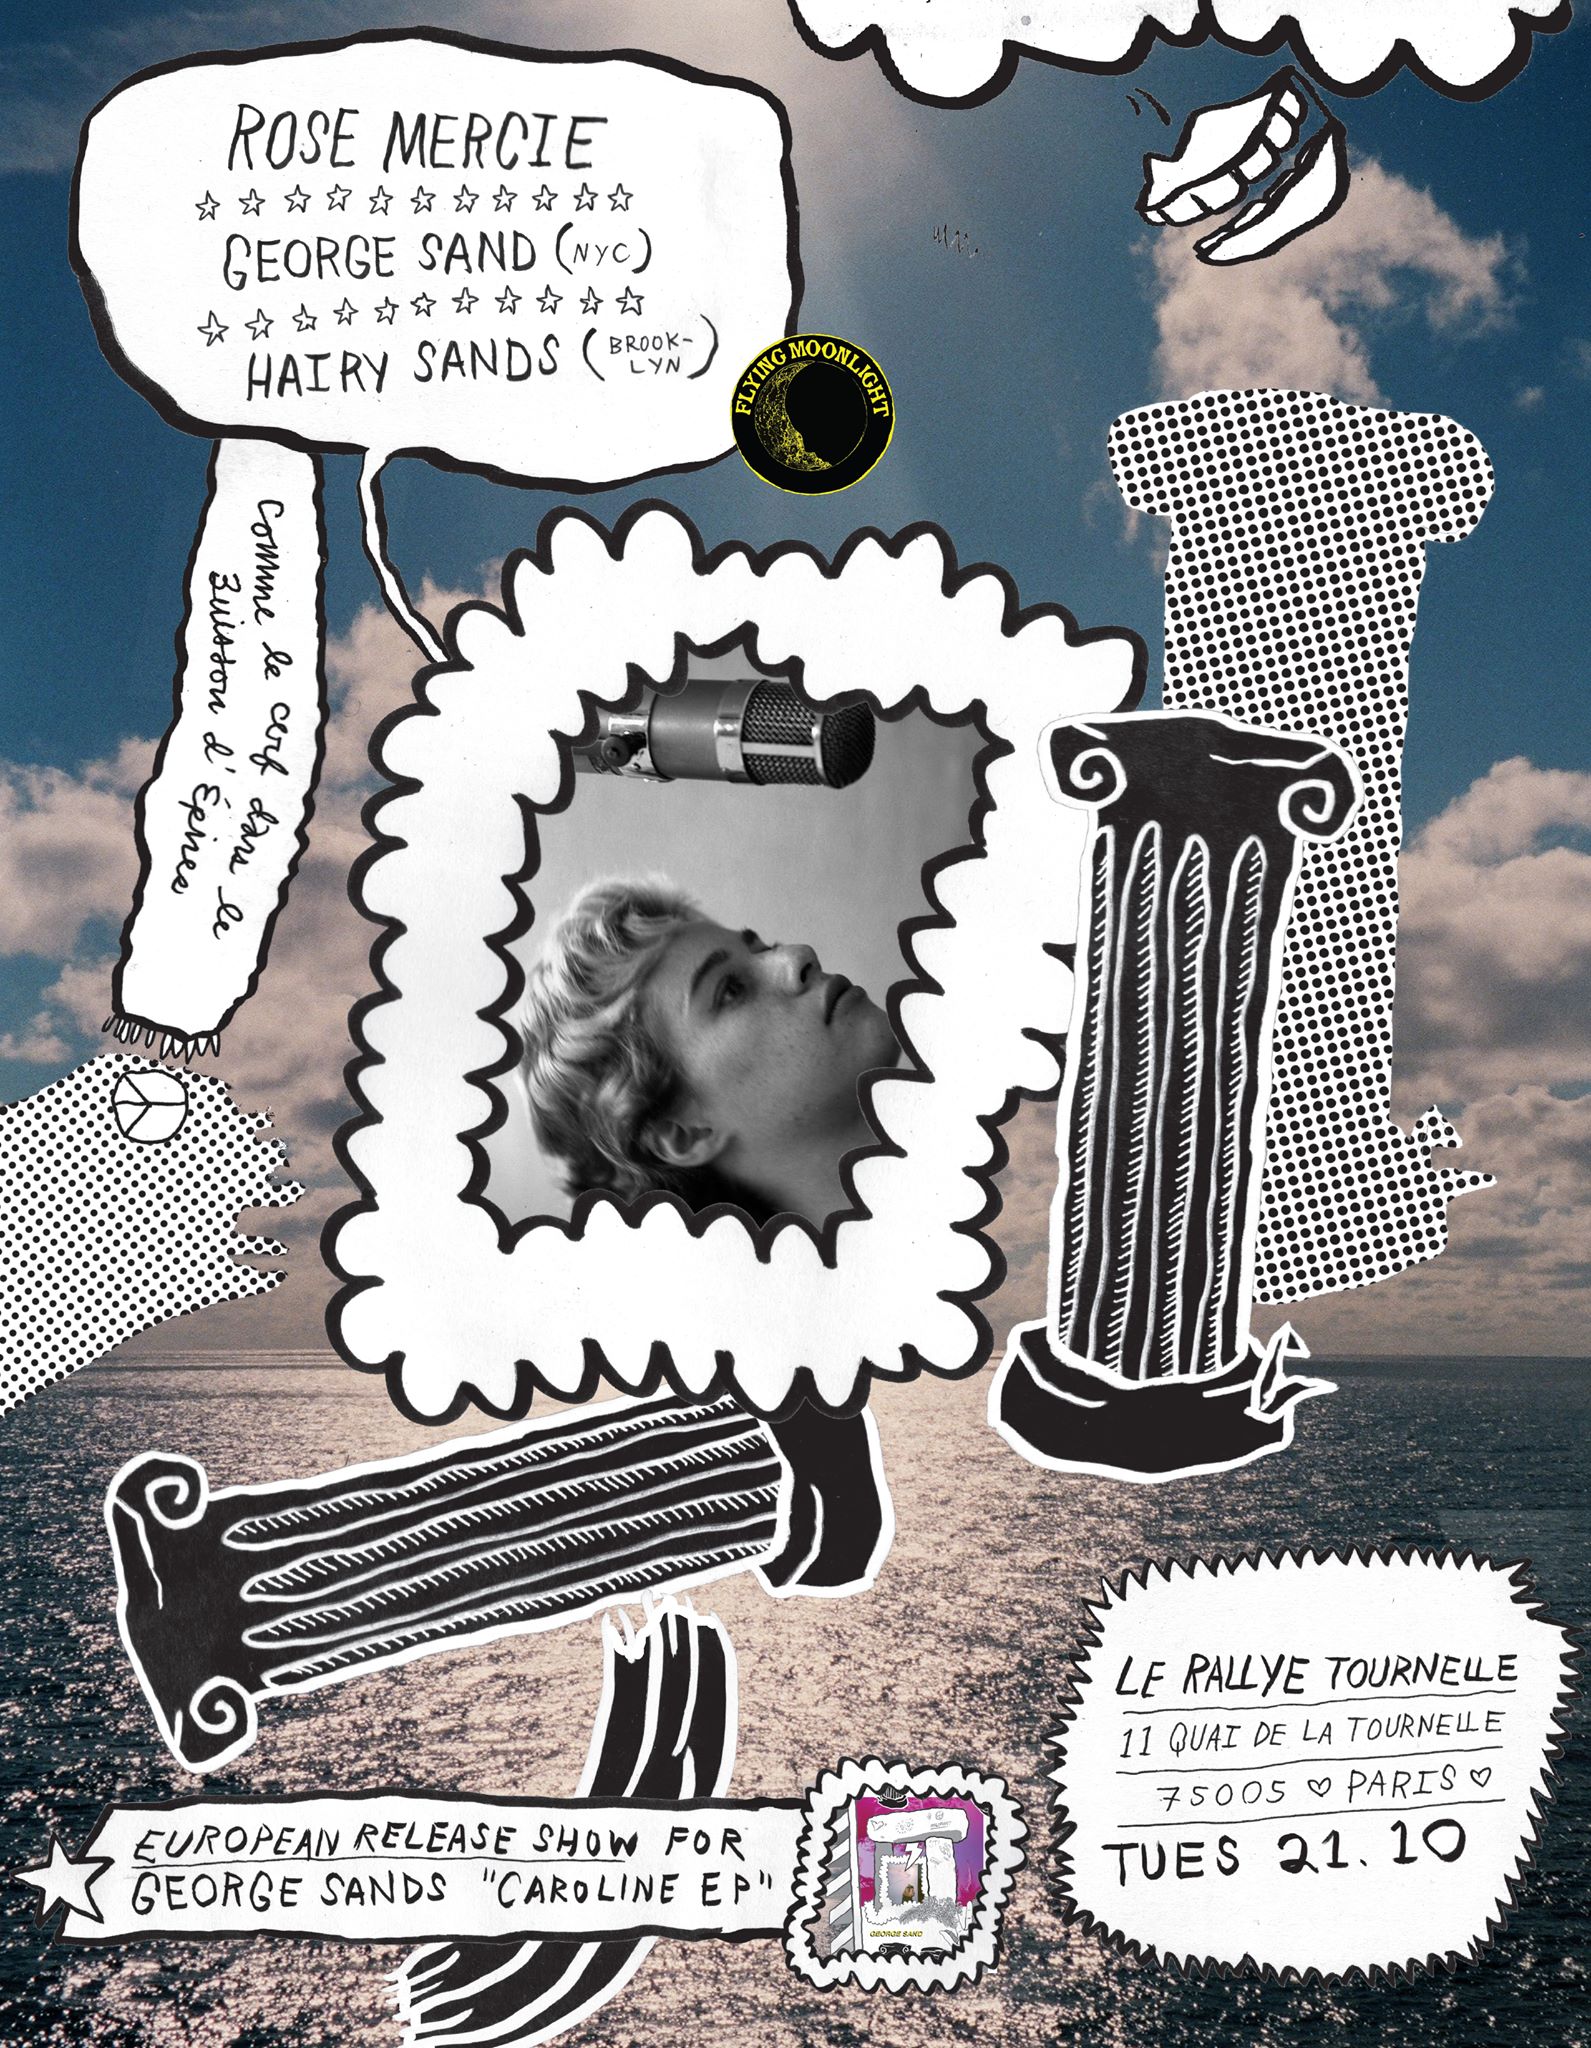 ROSE MERCIE
GEORGE SAND (NYC)
HAIRY SANDS (BROOK-
LYN)
FLYING MOONLIGHT
Comme le cerf dans le
Buisson d'Épines
LE RALLYE TOURNELLE
11 QUAI DE LA TOURNELLE
75005 ♡ PARIS ♡
TUES 21.10
EUROPEAN RELEASE SHOW FOR
GEORGE SANDS "CAROLINE EP"
GEORGE SAND